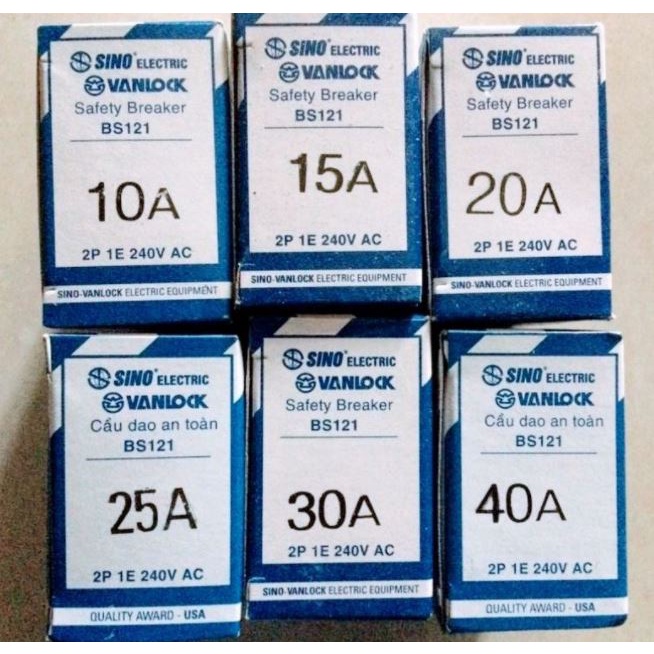 SINO ELECTRIC
VANLOCK
Safety Breaker
BS121
10A
2P 1E 240V AC
SINO-VANLOCK ELECTRIC EQUIPMENT
SINO ELECTRIC
VANLOCK
Safety Breaker
BS121
15A
2P 1E 240V AC
SINO-VANLOCK ELECTRIC EQUIPMENT
SINO ELECTRIC
VANLOCK
Safety Breaker
BS121
20A
2P 1E 240V AC
SINO-VANLOCK ELECTRIC EQUIPMENT
SINO ELECTRIC
VANLOCK
Cầu dao an toàn
BS121
25A
2P 1E 240V AC
QUALITY AWARD - USA
SINO ELECTRIC
VANLOCK
Safety Breaker
BS121
30A
2P 1E 240V AC
SINO-VANLOCK ELECTRIC EQUIPMENT
SINO ELECTRIC
VANLOCK
Cầu dao an toàn
BS121
40A
2P 1E 240V AC
QUALITY AWARD - USA